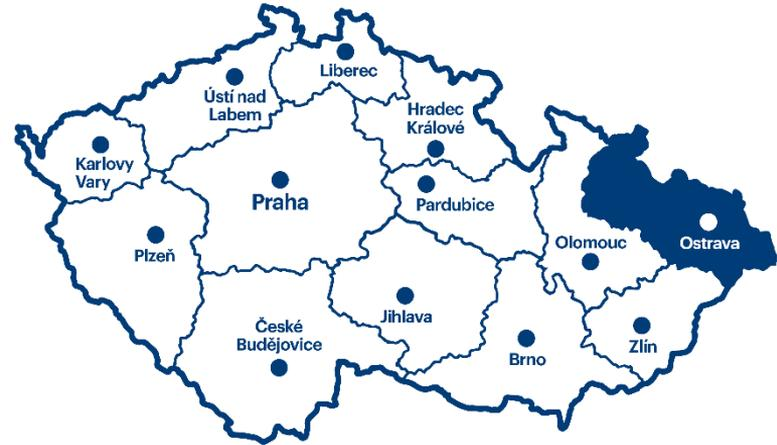 Liberec
Ústí nad
Labem
Hradec
Králové
Karlovy
Vary
Praha
Pardubice
Plzeň
Olomouc
Ostrava
Jihlava
České
Budějovice
Brno
Zlín